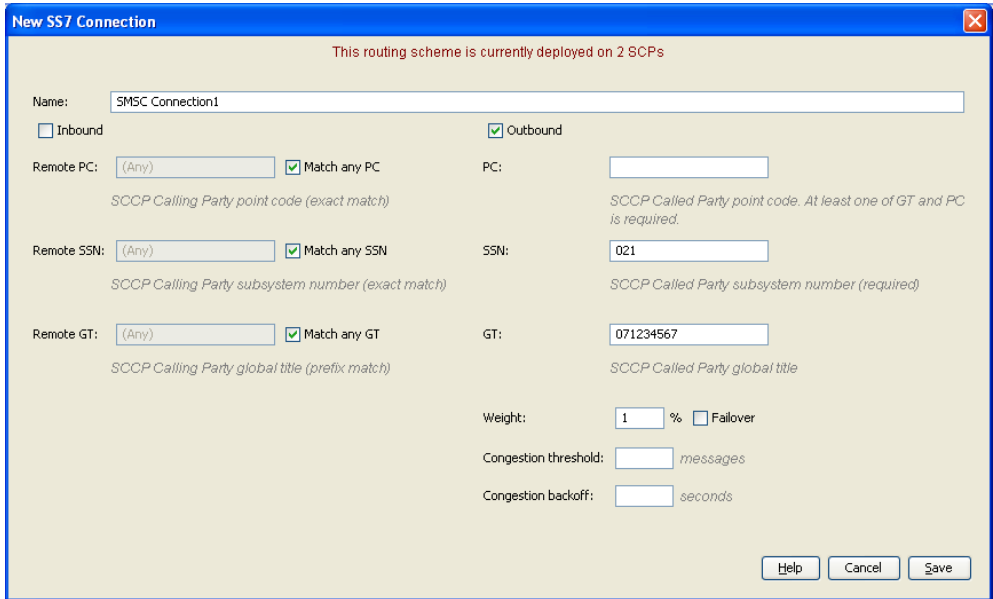 New SS7 Connection
This routing scheme is currently deployed on 2 SCPs
Name: SMSC Connection1
Inbound Outbound
Remote PC: (Any) Match any PC PC:
SCCP Calling Party point code (exact match) SCCP Called Party point code. At least one of GT and PC
is required.
Remote SSN: (Any) Match any SSN SSN: 021
SCCP Calling Party subsystem number (exact match) SCCP Called Party subsystem number (required)
Remote GT: (Any) Match any GT GT: 071234567
SCCP Calling Party global title (prefix match) SCCP Called Party global title
Weight: 1 % Failover
Congestion threshold: messages
Congestion backoff: seconds
Help Cancel Save